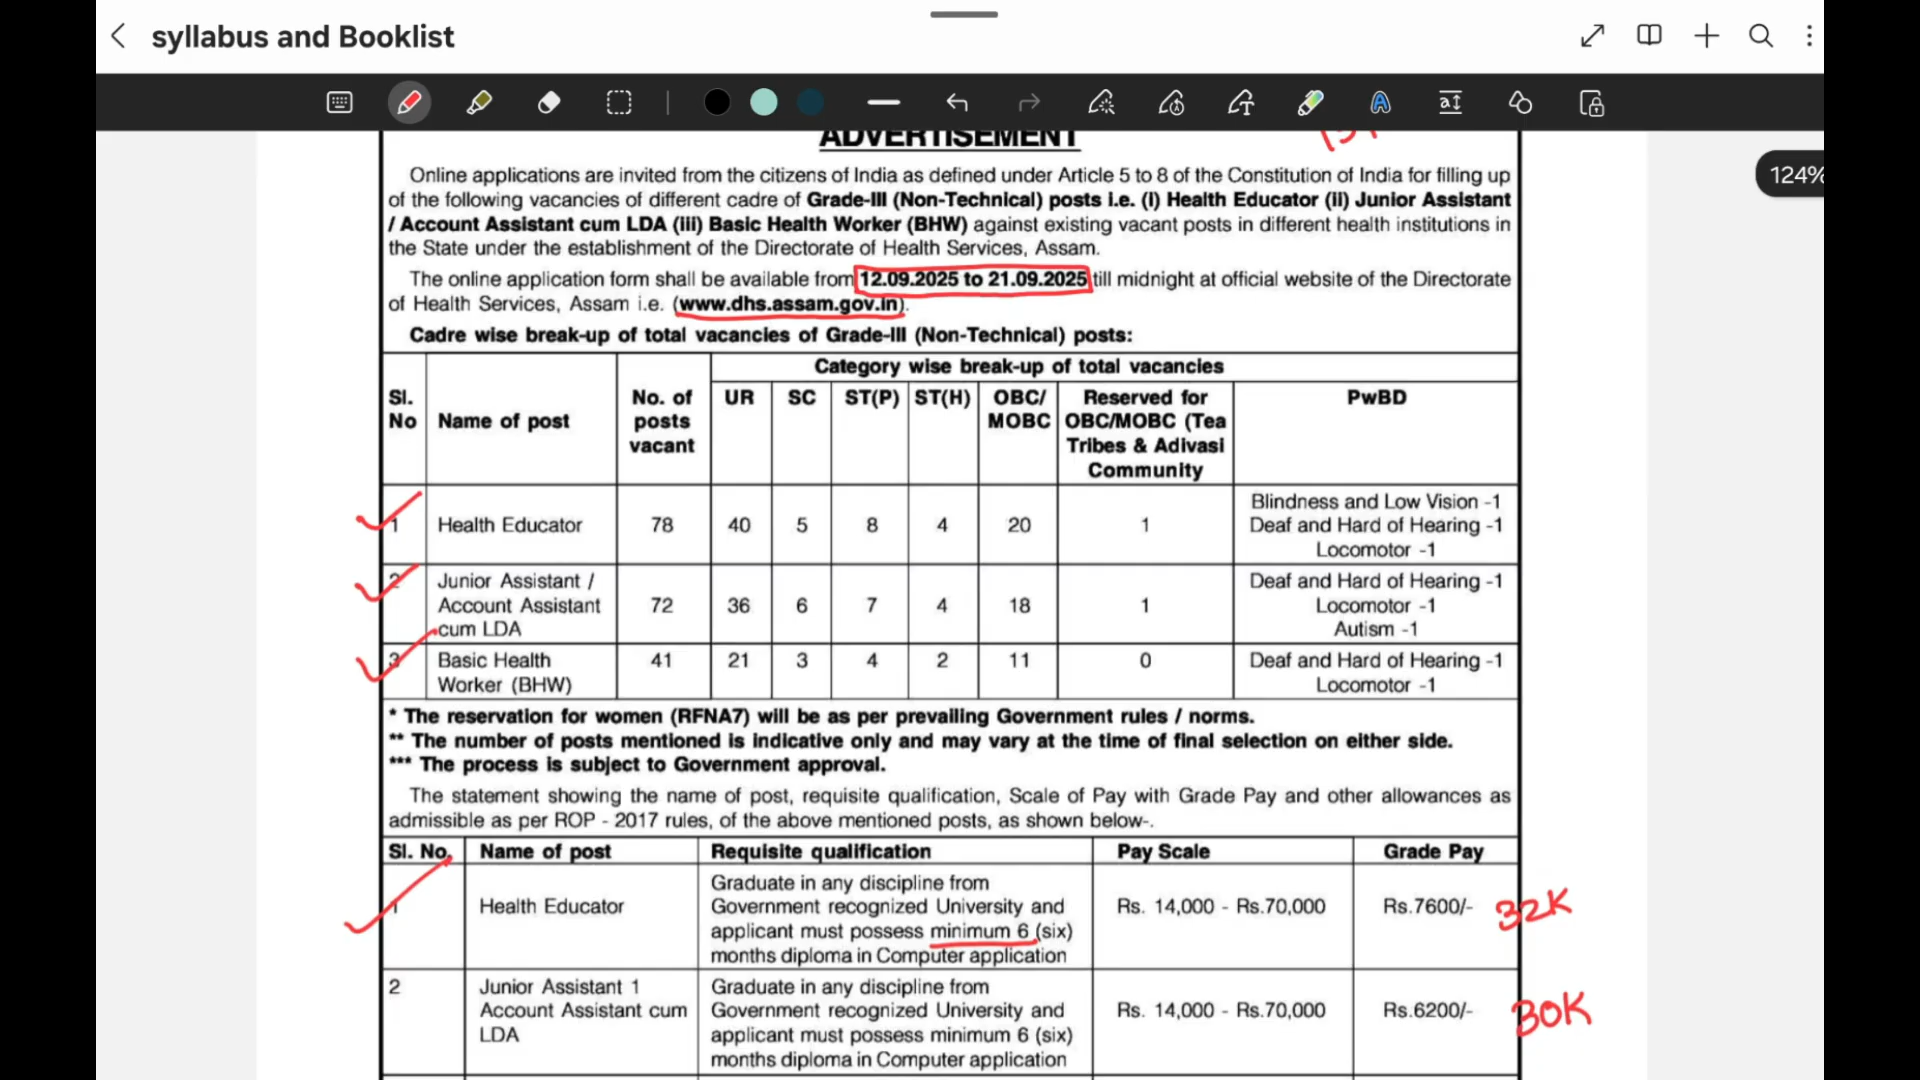 syllabus and Booklist
ADVERTISEMENT
124%
Online applications are invited from the citizens of India as defined under Article 5 to 8 of the Constitution of India for filling up
of the following vacancies of different cadre of Grade-III (Non-Technical) posts i.e. (i) Health Educator (ii) Junior Assistant
/ Account Assistant cum LDA (iii) Basic Health Worker (BHW) against existing vacant posts in different health institutions in
the State under the establishment of the Directorate of Health Services, Assam.
The online application form shall be available from 12.09.2025 to 21.09.2025 till midnight at official website of the Directorate
of Health Services, Assam i.e. (www.dhs.assam.gov.in).
Cadre wise break-up of total vacancies of Grade-III (Non-Technical) posts:
Sl. No Name of post No. of posts vacant Category wise break-up of total vacancies
UR SC ST(P) ST(H) OBC/ MOBC Reserved for OBC/MOBC (Tea Tribes & Adivasi Community PwBD
1 Health Educator 78 40 5 8 4 20 1 Blindness and Low Vision -1
Deaf and Hard of Hearing -1
Locomotor -1
2 Junior Assistant / Account Assistant cum LDA 72 36 6 7 4 18 1 Deaf and Hard of Hearing -1
Locomotor -1
Autism -1
3 Basic Health Worker (BHW) 41 21 3 4 2 11 0 Deaf and Hard of Hearing -1
Locomotor -1
* The reservation for women (RFNA7) will be as per prevailing Government rules / norms.
** The number of posts mentioned is indicative only and may vary at the time of final selection on either side.
*** The process is subject to Government approval.
The statement showing the name of post, requisite qualification, Scale of Pay with Grade Pay and other allowances as
admissible as per ROP - 2017 rules, of the above mentioned posts, as shown below-.
Sl. No. Name of post Requisite qualification Pay Scale Grade Pay
1 Health Educator Graduate in any discipline from
Government recognized University and
applicant must possess minimum 6 (six)
months diploma in Computer application Rs. 14,000 - Rs.70,000 Rs.7600/- 32K
2 Junior Assistant 1 Account Assistant cum LDA Graduate in any discipline from
Government recognized University and
applicant must possess minimum 6 (six)
months diploma in Computer application Rs. 14,000 - Rs.70,000 Rs.6200/- 30K